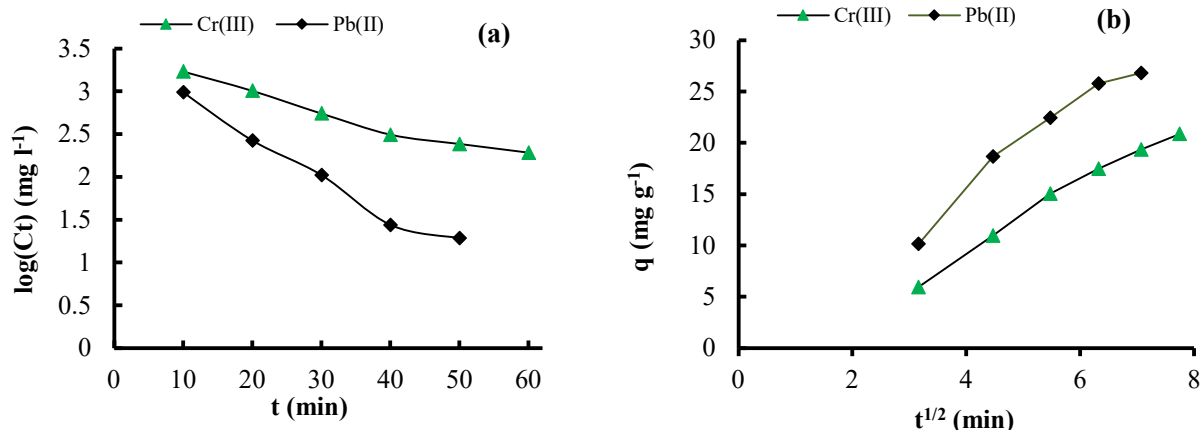 Cr(III) Pb(II)
(a)
3.5
3
2.5
2
1.5
1
0.5
0
0 10 20 30 40 50 60
t (min)
log(Ct) (mg l-1)
Cr(III) Pb(II)
(b)
30
25
20
15
10
5
0
0 2 4 6 8
t1/2 (min)
q (mg g-1)